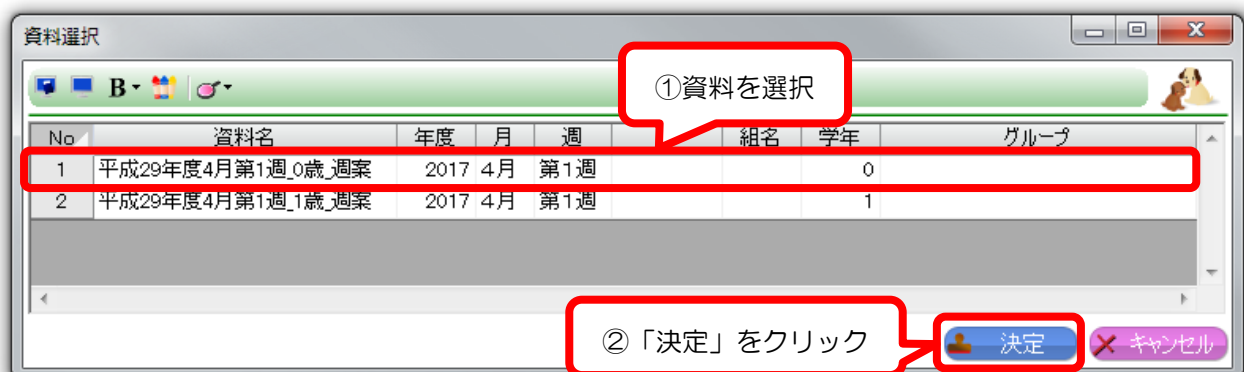 資料選択
①資料を選択
B
No 資料名 年度 月 週 組名 学年 グループ
1 平成29年度4月第1週_0歳_週案 2017 4月 第1週 0
2 平成29年度4月第1週_1歳_週案 2017 4月 第1週 1
②「決定」をクリック
決定 キャンセル